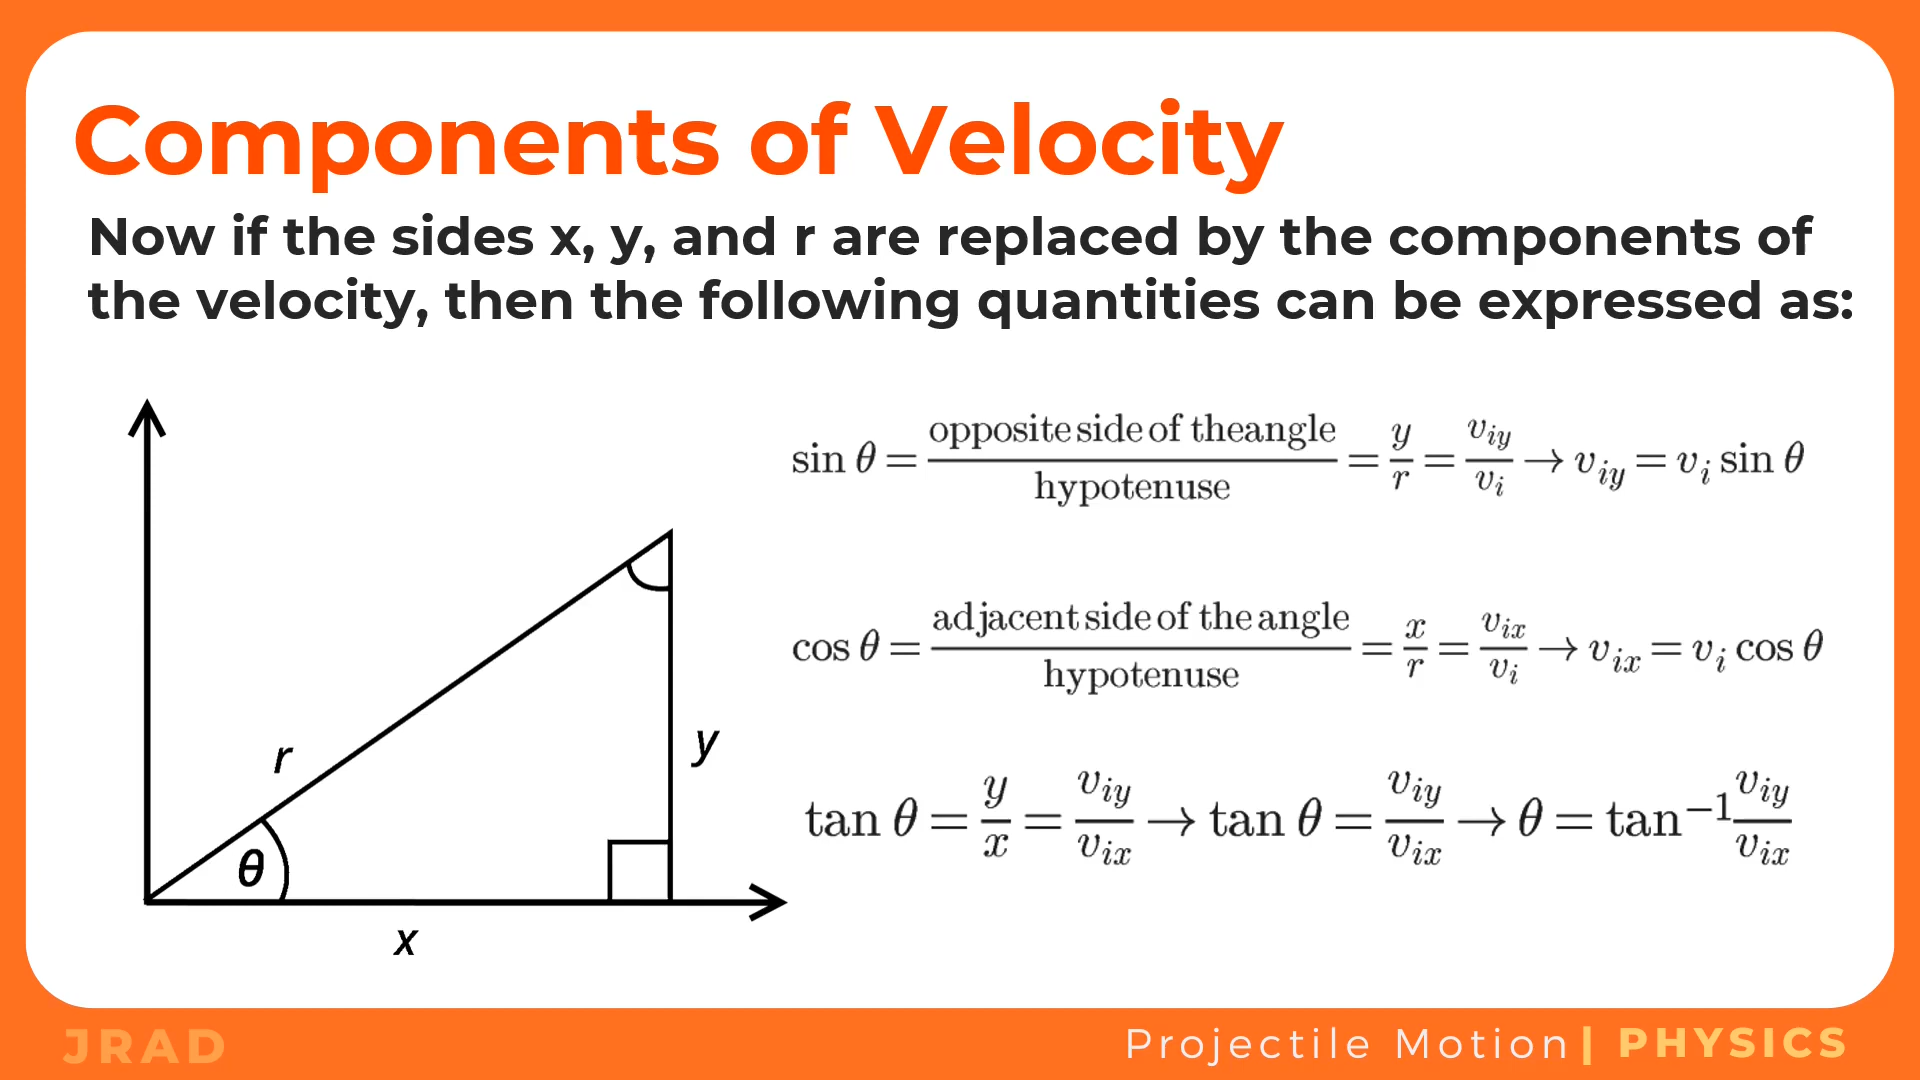 Components of Velocity
Now if the sides x, y, and r are replaced by the components of
the velocity, then the following quantities can be expressed as:
sin θ = opposite side of theangle / hypotenuse = y/r = v_iy/v_i → v_iy = v_i sin θ
cos θ = adjacent side of the angle / hypotenuse = x/r = v_ix/v_i → v_ix = v_i cos θ
tan θ = y/x = v_iy/v_ix → tan θ = v_iy/v_ix → θ = tan⁻¹ v_iy/v_ix
r
y
θ
x
JRAD
Projectile Motion | PHYSICS